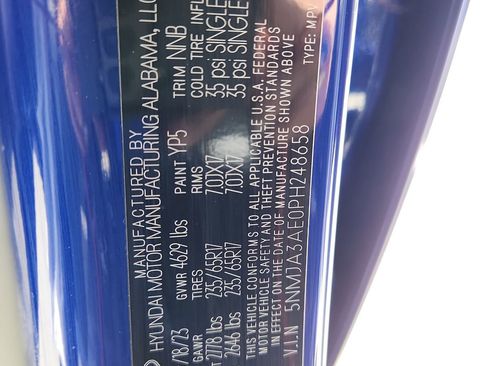 MANUFACTURED BY
HYUNDAI MOTOR MANUFACTURING ALABAMA, LLC
/18/23 GVWR 4629 lbs PAINT YP5 TRIM NNB
GAWR TIRES RIMS COLD TIRE INFL
T 2778 lbs 235/65R17 7.0JX17 35 psi SINGLE
2646 lbs 235/65R17 7.0JX17 35 psi SINGLE
THIS VEHICLE CONFORMS TO ALL APPLICABLE U.S.A. FEDERAL
MOTOR VEHICLE SAFETY AND THEFT PREVENTION STANDARDS
IN EFFECT ON THE DATE OF MANUFACTURE SHOWN ABOVE
V.I.N 5NMJA3AE0PH248658 TYPE: MPV